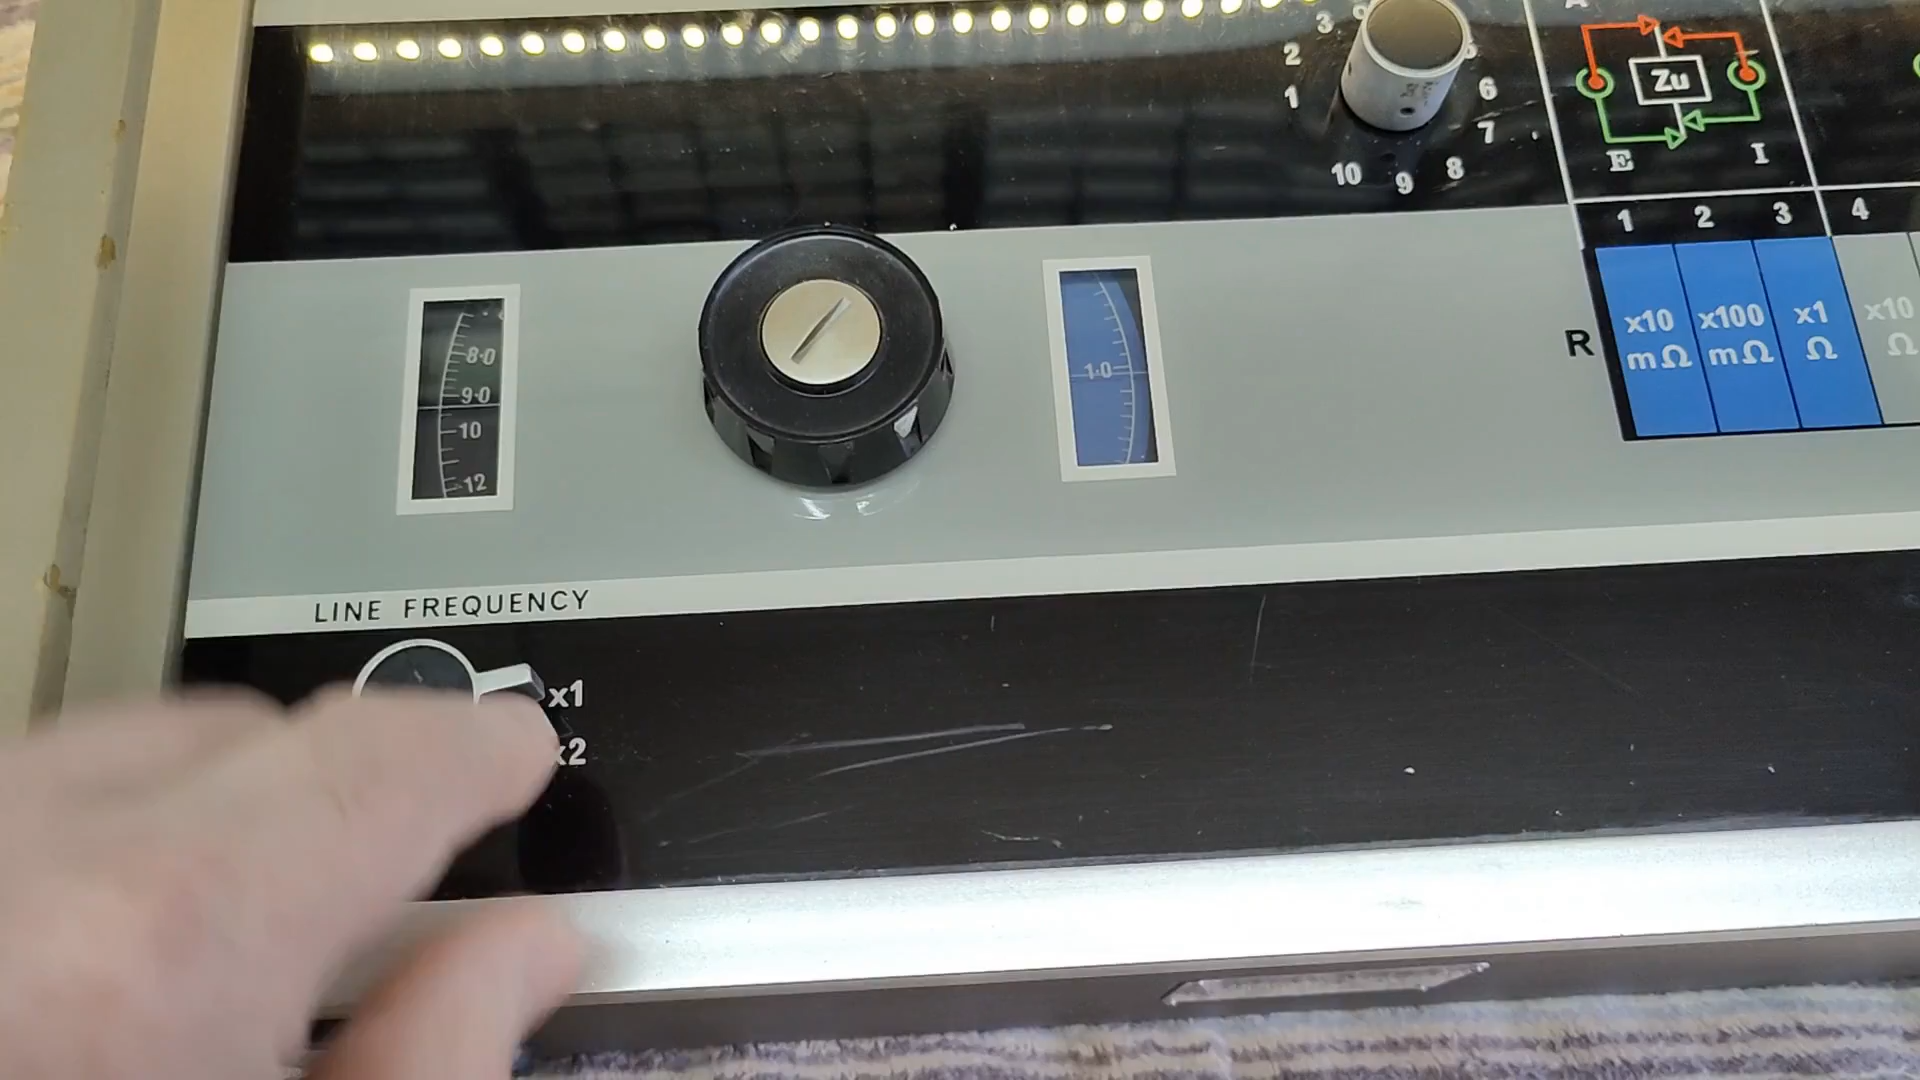 3
2
1
6
7
8
9
10
Zu
E I
1 2 3 4
8·0
9·0
10
12
1·0
R
x10 mΩ
x100 mΩ
x1 Ω
x10 Ω
LINE FREQUENCY
x1
x2